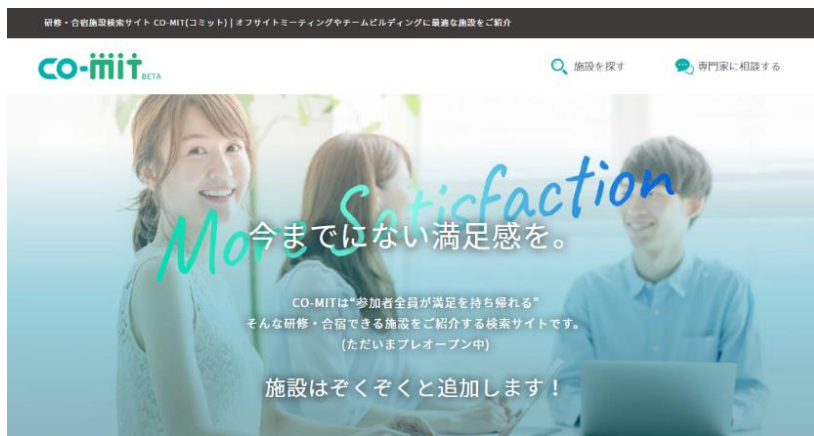 研修・合宿施設検索サイト CO-MIT(コミット) | オフサイトミーティングやチームビルディングに最適な施設をご紹介
co-mit BETA
施設を探す
専門家に相談する
More Satisfaction
今までにない満足感を。
CO-MITは“参加者全員が満足を持ち帰れる”
そんな研修・合宿できる施設をご紹介する検索サイトです。
(ただいまプレオープン中)
施設はぞくぞくと追加します！